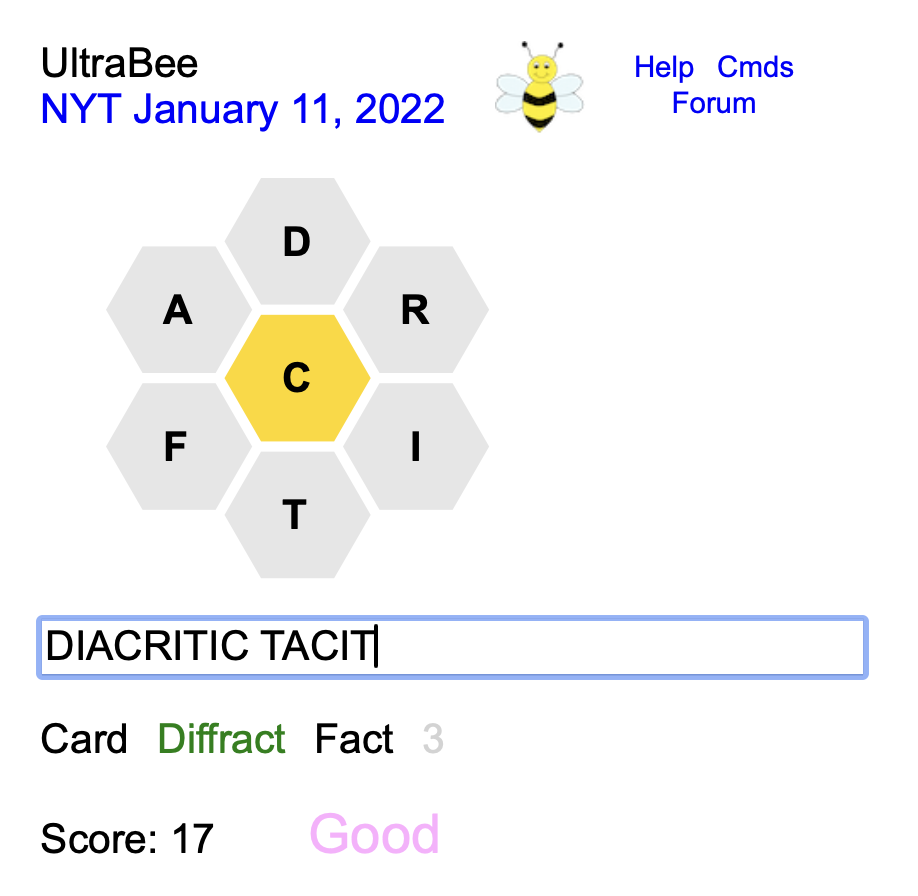 UltraBee
NYT January 11, 2022
Help Cmds
Forum
D
A R
C
F I
T
DIACRITIC TACIT
Card Diffract Fact 3
Score: 17 Good